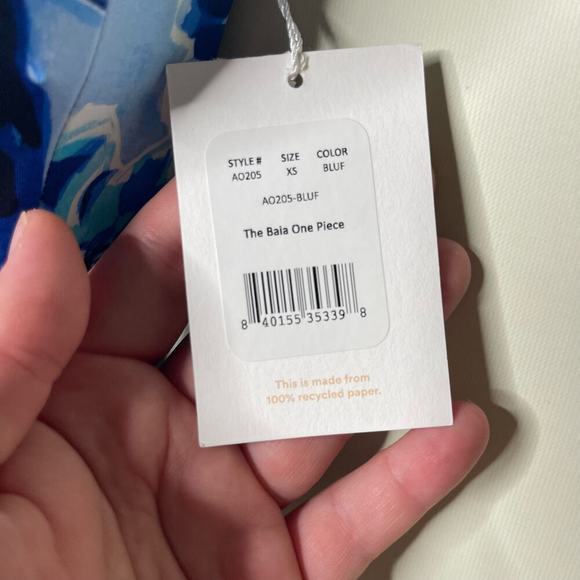 STYLE # SIZE COLOR
AO205 XS BLUF
AO205-BLUF
The Baia One Piece
8 40155 35339 8
This is made from
100% recycled paper.